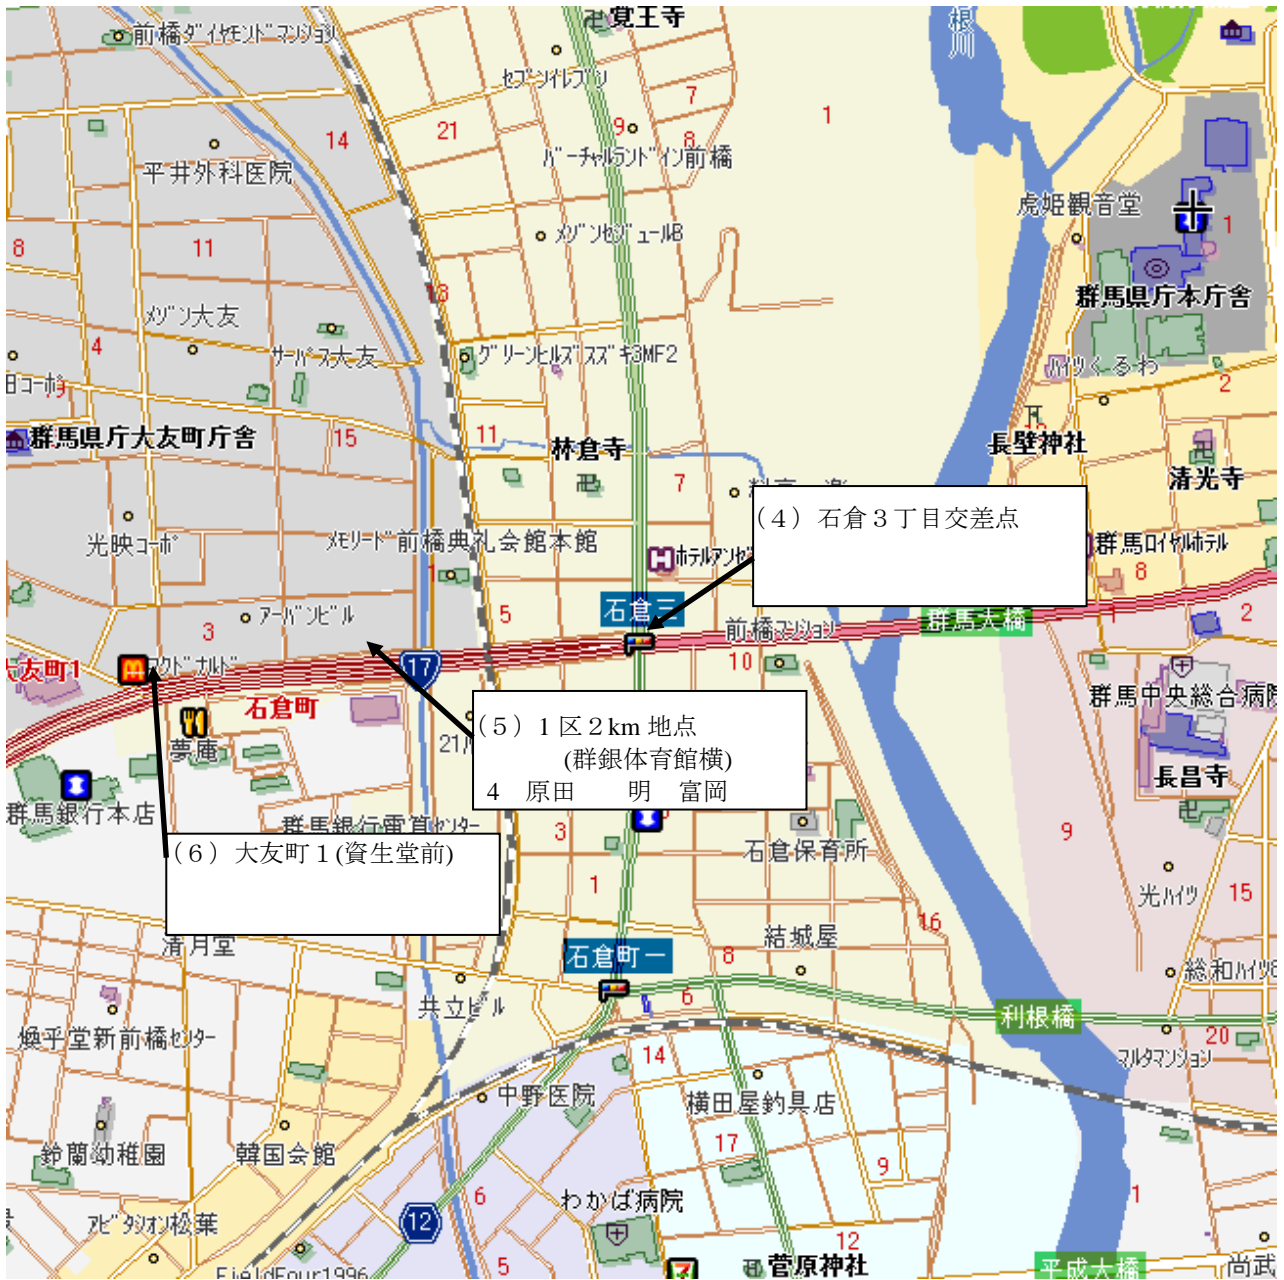 覚王寺
根川
前橋ﾀﾞｲﾔﾓﾝﾄﾞﾏﾝｼｮﾝ
ｾﾌﾞﾝｲﾚﾌﾞﾝ
7
1
14
21
9
8
ﾊﾞｰﾁｬﾙﾗﾝﾄﾞｲﾝ前橋
平井外科医院
虎姫観音堂
1
8
11
ﾒｿﾞﾝｾｼﾞｭｰﾙB
13
群馬県庁本庁舎
ﾒｿﾞﾝ大友
4
ｻｰﾊﾟｽ大友
ｸﾞﾘｰﾝﾋﾙｽﾞｽｽﾞｷ3MF2
ﾊｲﾂくるわ
2
田ｺｰﾎﾟ
群馬県庁大友町庁舎
15
11
林倉寺
長壁神社
清光寺
7
(4) 石倉３丁目交差点
光映ｺｰﾎﾟ
ﾒﾓﾘｰﾄﾞ前橋典礼会館本館
ﾎﾃﾙｱﾝｾﾞ
群馬ﾛｲﾔﾙﾎﾃﾙ
1
8
3
ｱｰﾊﾞﾝﾋﾞﾙ
5
石倉三
前橋ﾏﾝｼｮﾝ
群馬大橋
1
2
大友町1
ﾏｸﾄﾞﾅﾙﾄﾞ
17
10
群馬中央総合病院
石倉町
(5) 1 区 2 km 地点
(群銀体育館横)
4 原田 明 富岡
夢庵
長昌寺
群馬銀行本店
群馬銀行電算ｾﾝﾀｰ
3
石倉保育所
9
(6) 大友町 1 (資生堂前)
1
光ﾊｲﾂ
15
16
清月堂
石倉町一
8
結城屋
総和ﾊｲﾂ8
共立ﾋﾞﾙ
6
利根橋
煥乎堂新前橋ｾﾝﾀｰ
20
ﾏﾙﾀﾏﾝｼｮﾝ
14
中野医院
横田屋釣具店
鈴蘭幼稚園
韓国会館
17
9
6
1
わかば病院
ｱﾋﾞﾀｼｵﾝ松葉
12
12
5
FieldFour1996
菅原神社
平成大橋
尚武